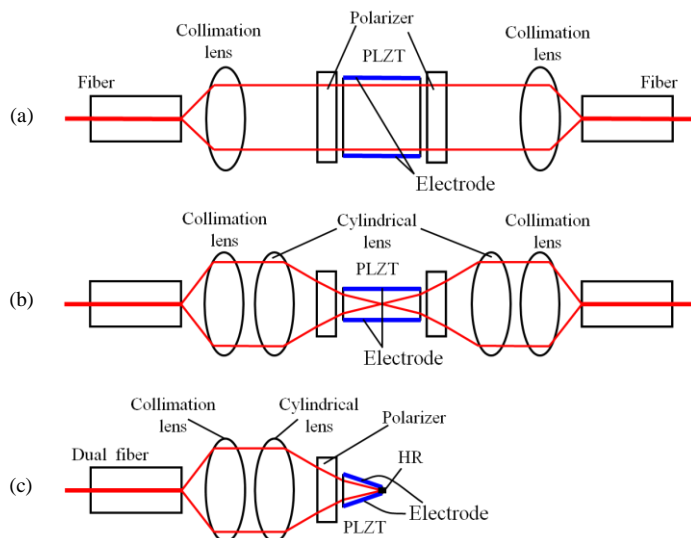 Polarizer
Collimation
lens
PLZT
Collimation
lens
Fiber
Fiber
(a)
Electrode
Collimation
lens
Cylindrical
lens
Collimation
lens
PLZT
(b)
Electrode
Collimation
lens
Cylindrical
lens
Polarizer
Dual fiber
HR
(c)
Electrode
PLZT